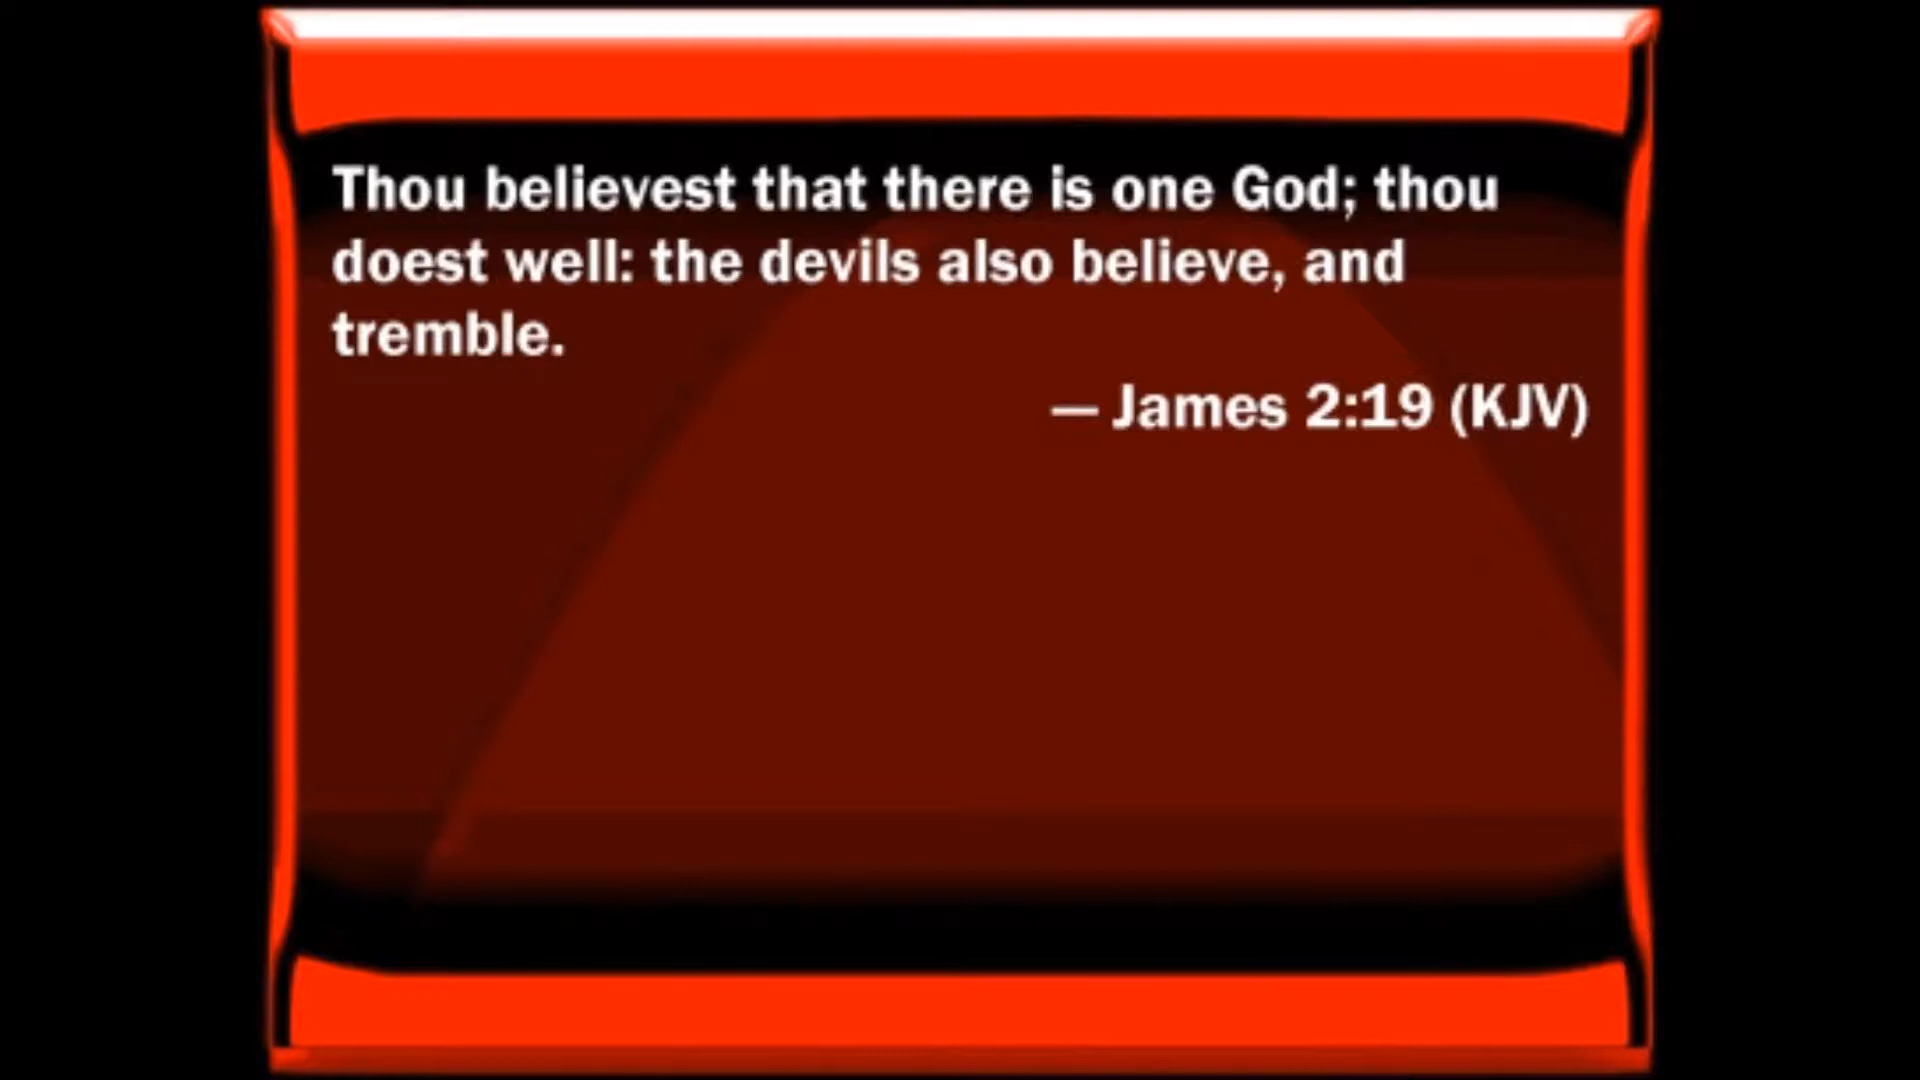 Thou believest that there is one God; thou
doest well: the devils also believe, and
tremble.
— James 2:19 (KJV)